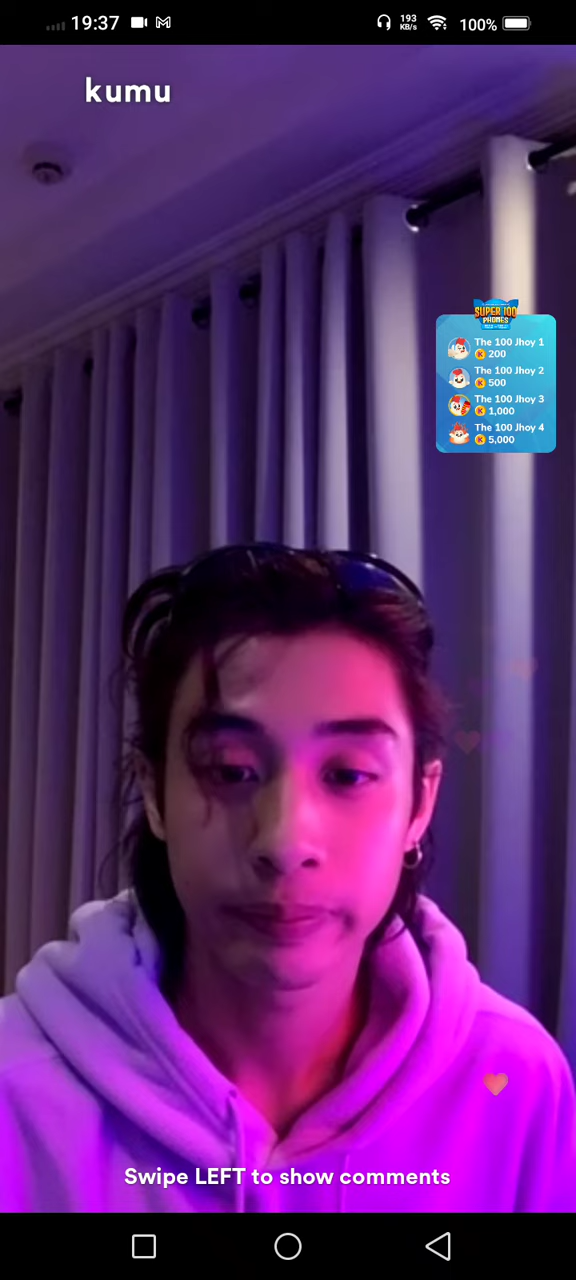 19:37
193
KB/s
100%
kumu
SUPER 100
PHOMES
The 100 Jhoy 1
K 200
The 100 Jhoy 2
K 500
The 100 Jhoy 3
K 1,000
The 100 Jhoy 4
K 5,000
Swipe LEFT to show comments